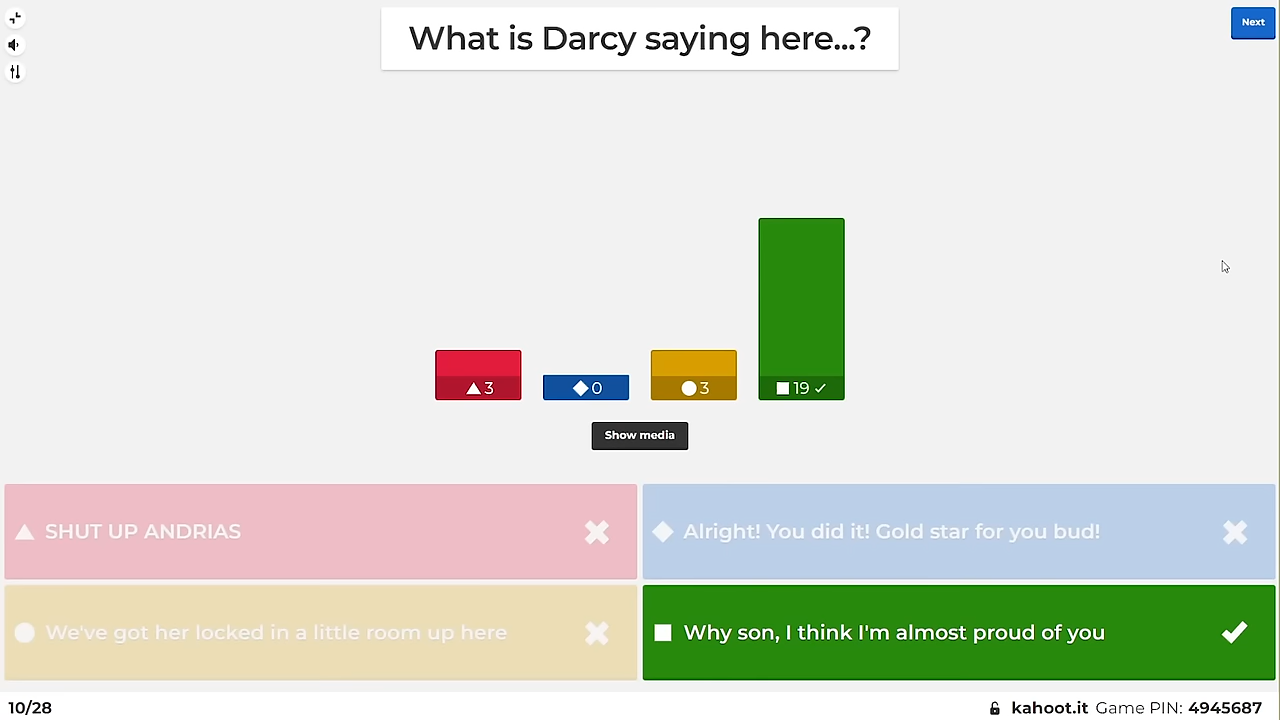 What is Darcy saying here...?
Next
3
0
3
19
Show media
SHUT UP ANDRIAS
Alright! You did it! Gold star for you bud!
We've got her locked in a little room up here
Why son, I think I'm almost proud of you
10/28
kahoot.it Game PIN: 4945687